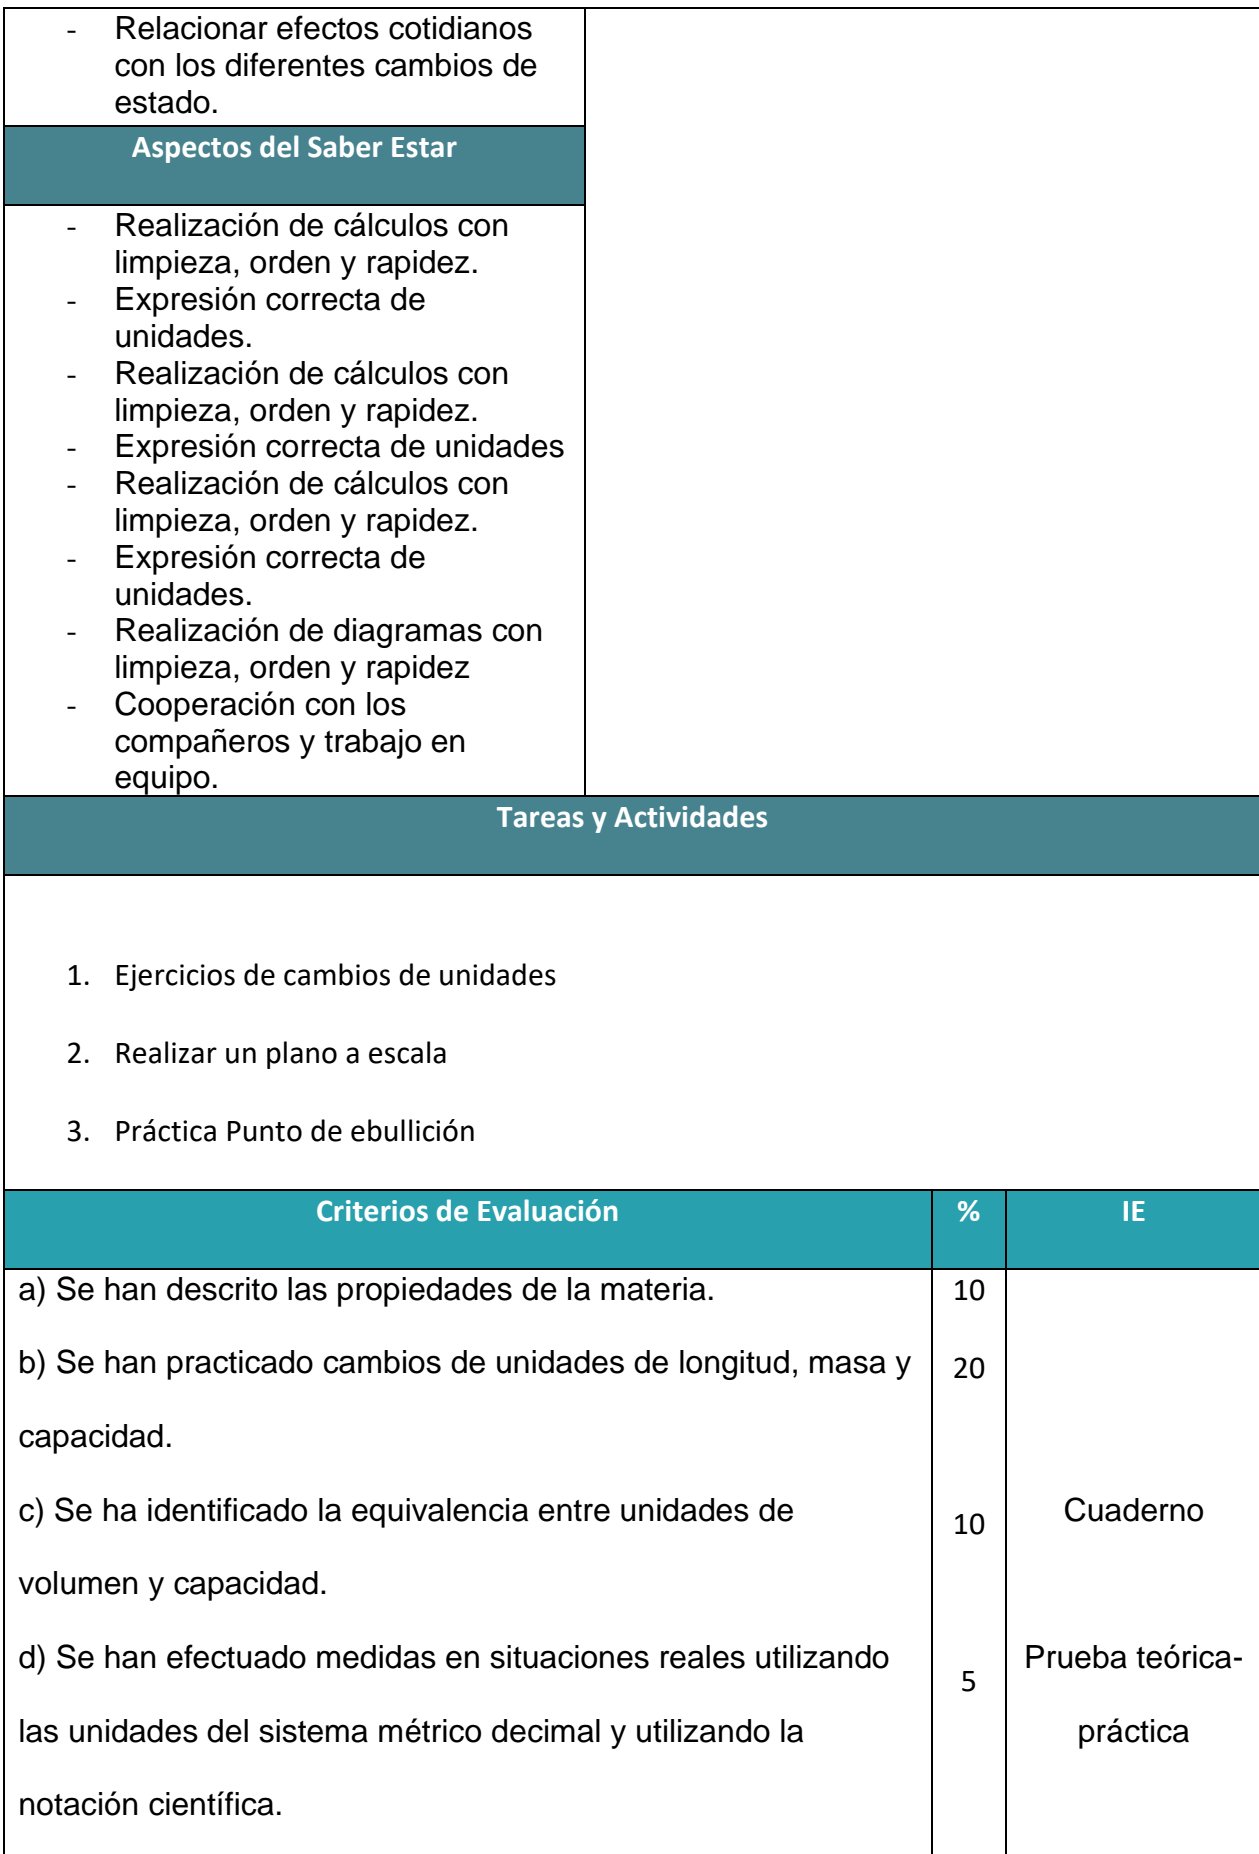 - Relacionar efectos cotidianos
con los diferentes cambios de
estado.
Aspectos del Saber Estar
- Realización de cálculos con
limpieza, orden y rapidez.
- Expresión correcta de
unidades.
- Realización de cálculos con
limpieza, orden y rapidez.
- Expresión correcta de unidades
- Realización de cálculos con
limpieza, orden y rapidez.
- Expresión correcta de
unidades.
- Realización de diagramas con
limpieza, orden y rapidez
- Cooperación con los
compañeros y trabajo en
equipo.
Tareas y Actividades
1. Ejercicios de cambios de unidades
2. Realizar un plano a escala
3. Práctica Punto de ebullición
Criterios de Evaluación % IE
a) Se han descrito las propiedades de la materia. 10
b) Se han practicado cambios de unidades de longitud, masa y 20
capacidad.
c) Se ha identificado la equivalencia entre unidades de 10 Cuaderno
volumen y capacidad.
d) Se han efectuado medidas en situaciones reales utilizando 5 Prueba teórica-
las unidades del sistema métrico decimal y utilizando la práctica
notación científica.